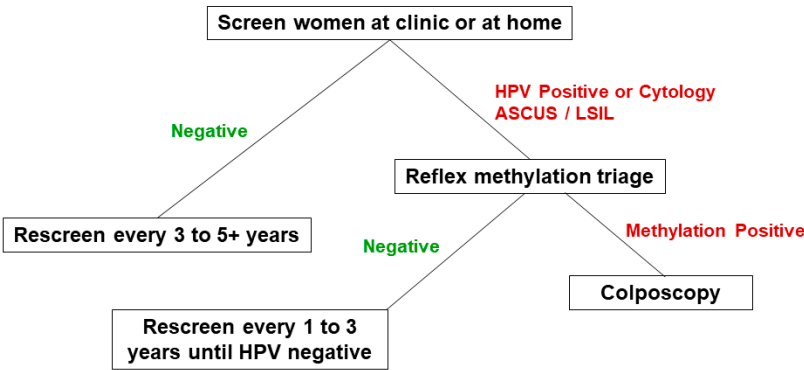 Screen women at clinic or at home
HPV Positive or Cytology
ASCUS / LSIL
Negative
Reflex methylation triage
Rescreen every 3 to 5+ years
Negative
Methylation Positive
Colposcopy
Rescreen every 1 to 3
years until HPV negative